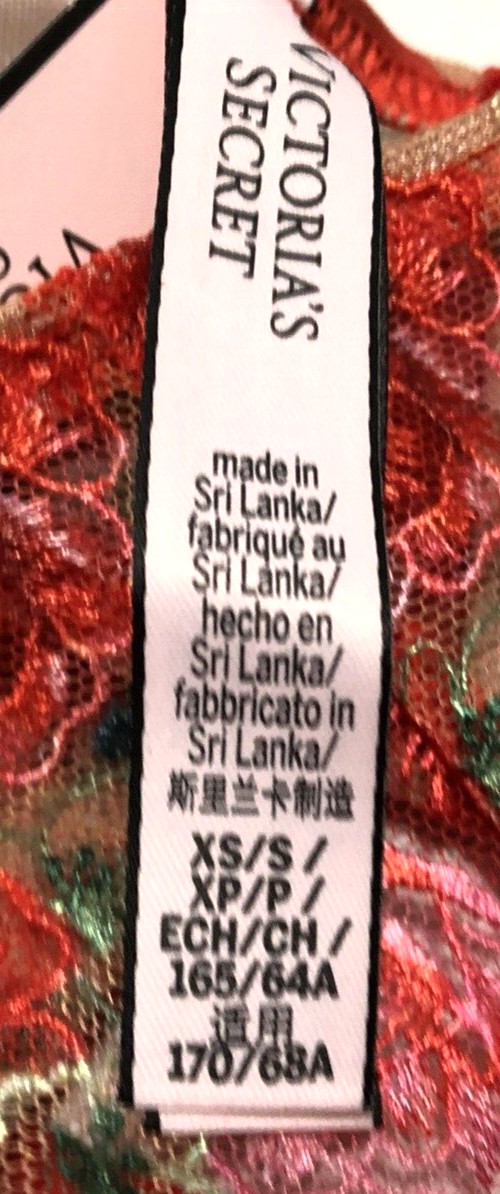 VICTORIA'S
SECRET
made in
Sri Lanka/
fabriqué au
Sri Lanka/
hecho en
Sri Lanka/
fabbricato in
Sri Lanka/
斯里兰卡制造
XS/S /
XP/P /
ECH/CH /
165/64A
适用
170/68A